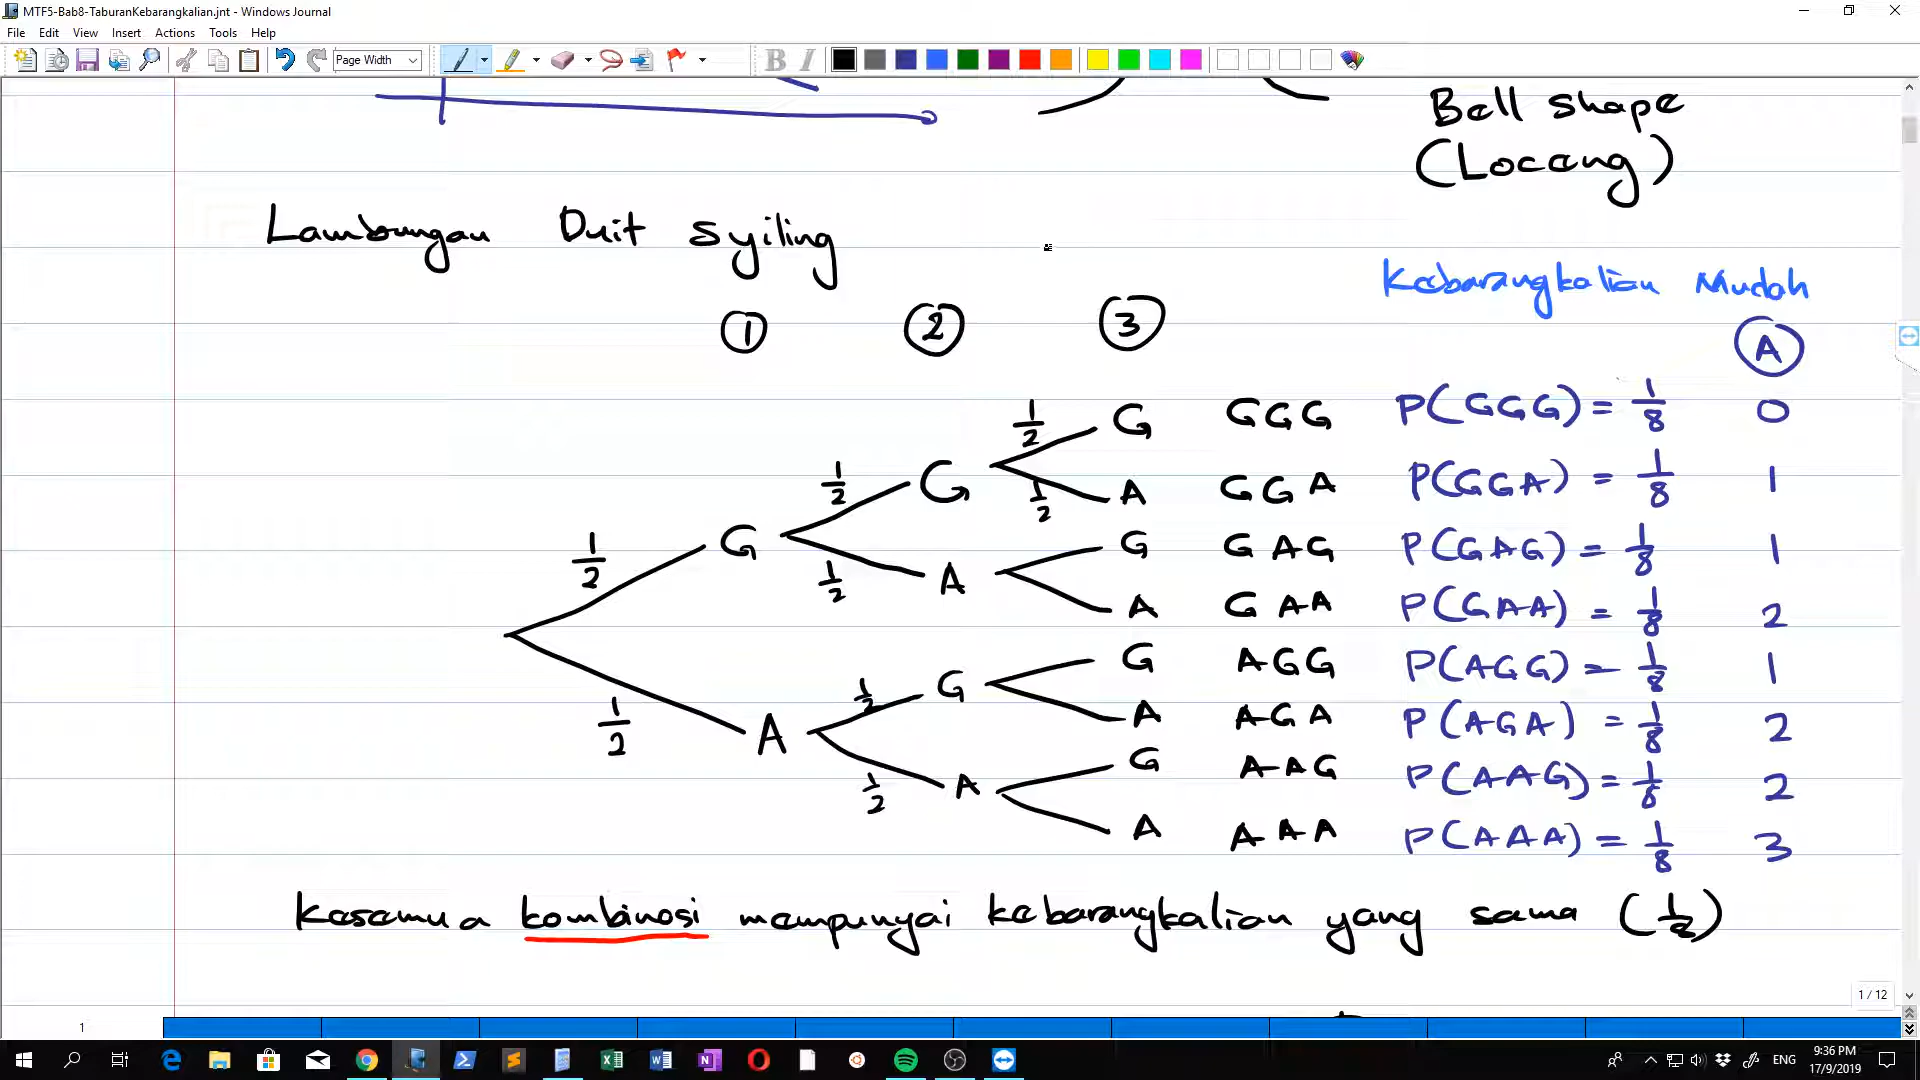 MTF5-Bab8-TaburanKebarangkalian.jnt - Windows Journal
File Edit View Insert Actions Tools Help
Page Width
B I
Bell shape
(Loceng)
Lambungan Duit syiling
Kebarangkalian Mudah
1 2 3 A
1/2 G GGG P(GGG) = 1/8 0
1/2 G
1/2 A GGA P(GGA) = 1/8 1
1/2 G
G GAG P(GAG) = 1/8 1
1/2 A
A GAA P(GAA) = 1/8 2
G AGG P(AGG) = 1/8 1
1/2 G
A AGA P(AGA) = 1/8 2
1/2 A
G AAG P(AAG) = 1/8 2
1/2 A
A AAA P(AAA) = 1/8 3
Kesemua kombinasi mempunyai kebarangkalian yang sama
1 / 12
1
ENG
9:36 PM
17/9/2019